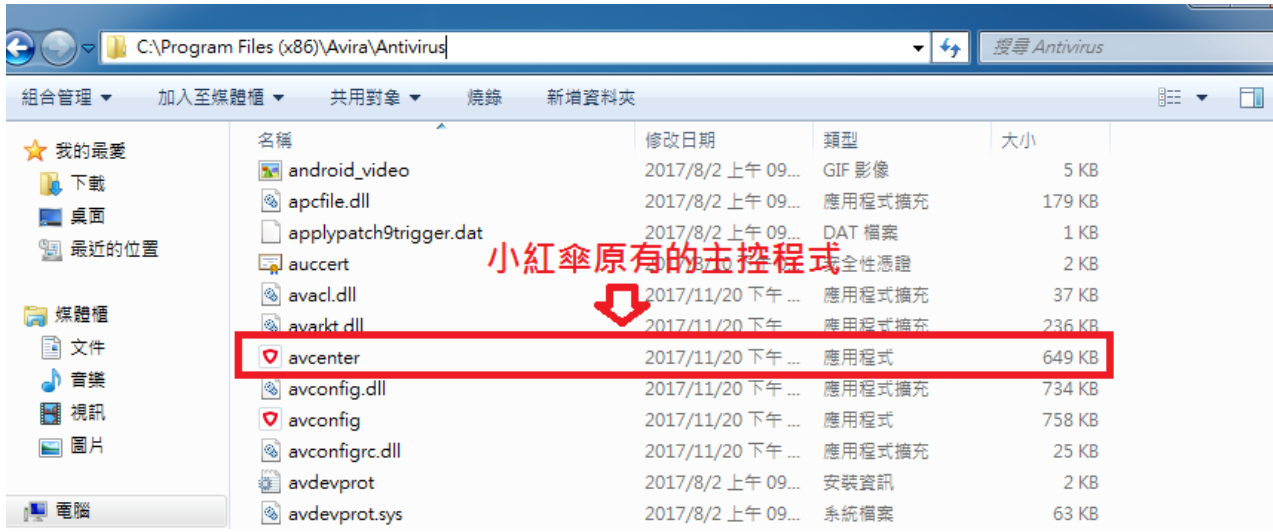 C:\Program Files (x86)\Avira\Antivirus 搜尋 Antivirus
組合管理 加入至媒體櫃 共用對象 燒錄 新增資料夾
我的最愛
下載
桌面
最近的位置
媒體櫃
文件
音樂
視訊
圖片
電腦
名稱 修改日期 類型 大小
android_video 2017/8/2 上午 09... GIF 影像 5 KB
apcfile.dll 2017/8/2 上午 09... 應用程式擴充 179 KB
applypatch9trigger.dat 2017/8/2 上午 09... DAT 檔案 1 KB
小紅傘原有的主控程式
auccert 安全性憑證 2 KB
avacl.dll 2017/11/20 下午 ... 應用程式擴充 37 KB
avarkt.dll 2017/11/20 下午 應用程式擴充 236 KB
avcenter 2017/11/20 下午 ... 應用程式 649 KB
avconfig.dll 2017/11/20 下午 ... 應用程式擴充 734 KB
avconfig 2017/11/20 下午 ... 應用程式 758 KB
avconfigrc.dll 2017/11/20 下午 ... 應用程式擴充 25 KB
avdevprot 2017/8/2 上午 09... 安裝資訊 2 KB
avdevprot.sys 2017/8/2 上午 09... 系統檔案 63 KB